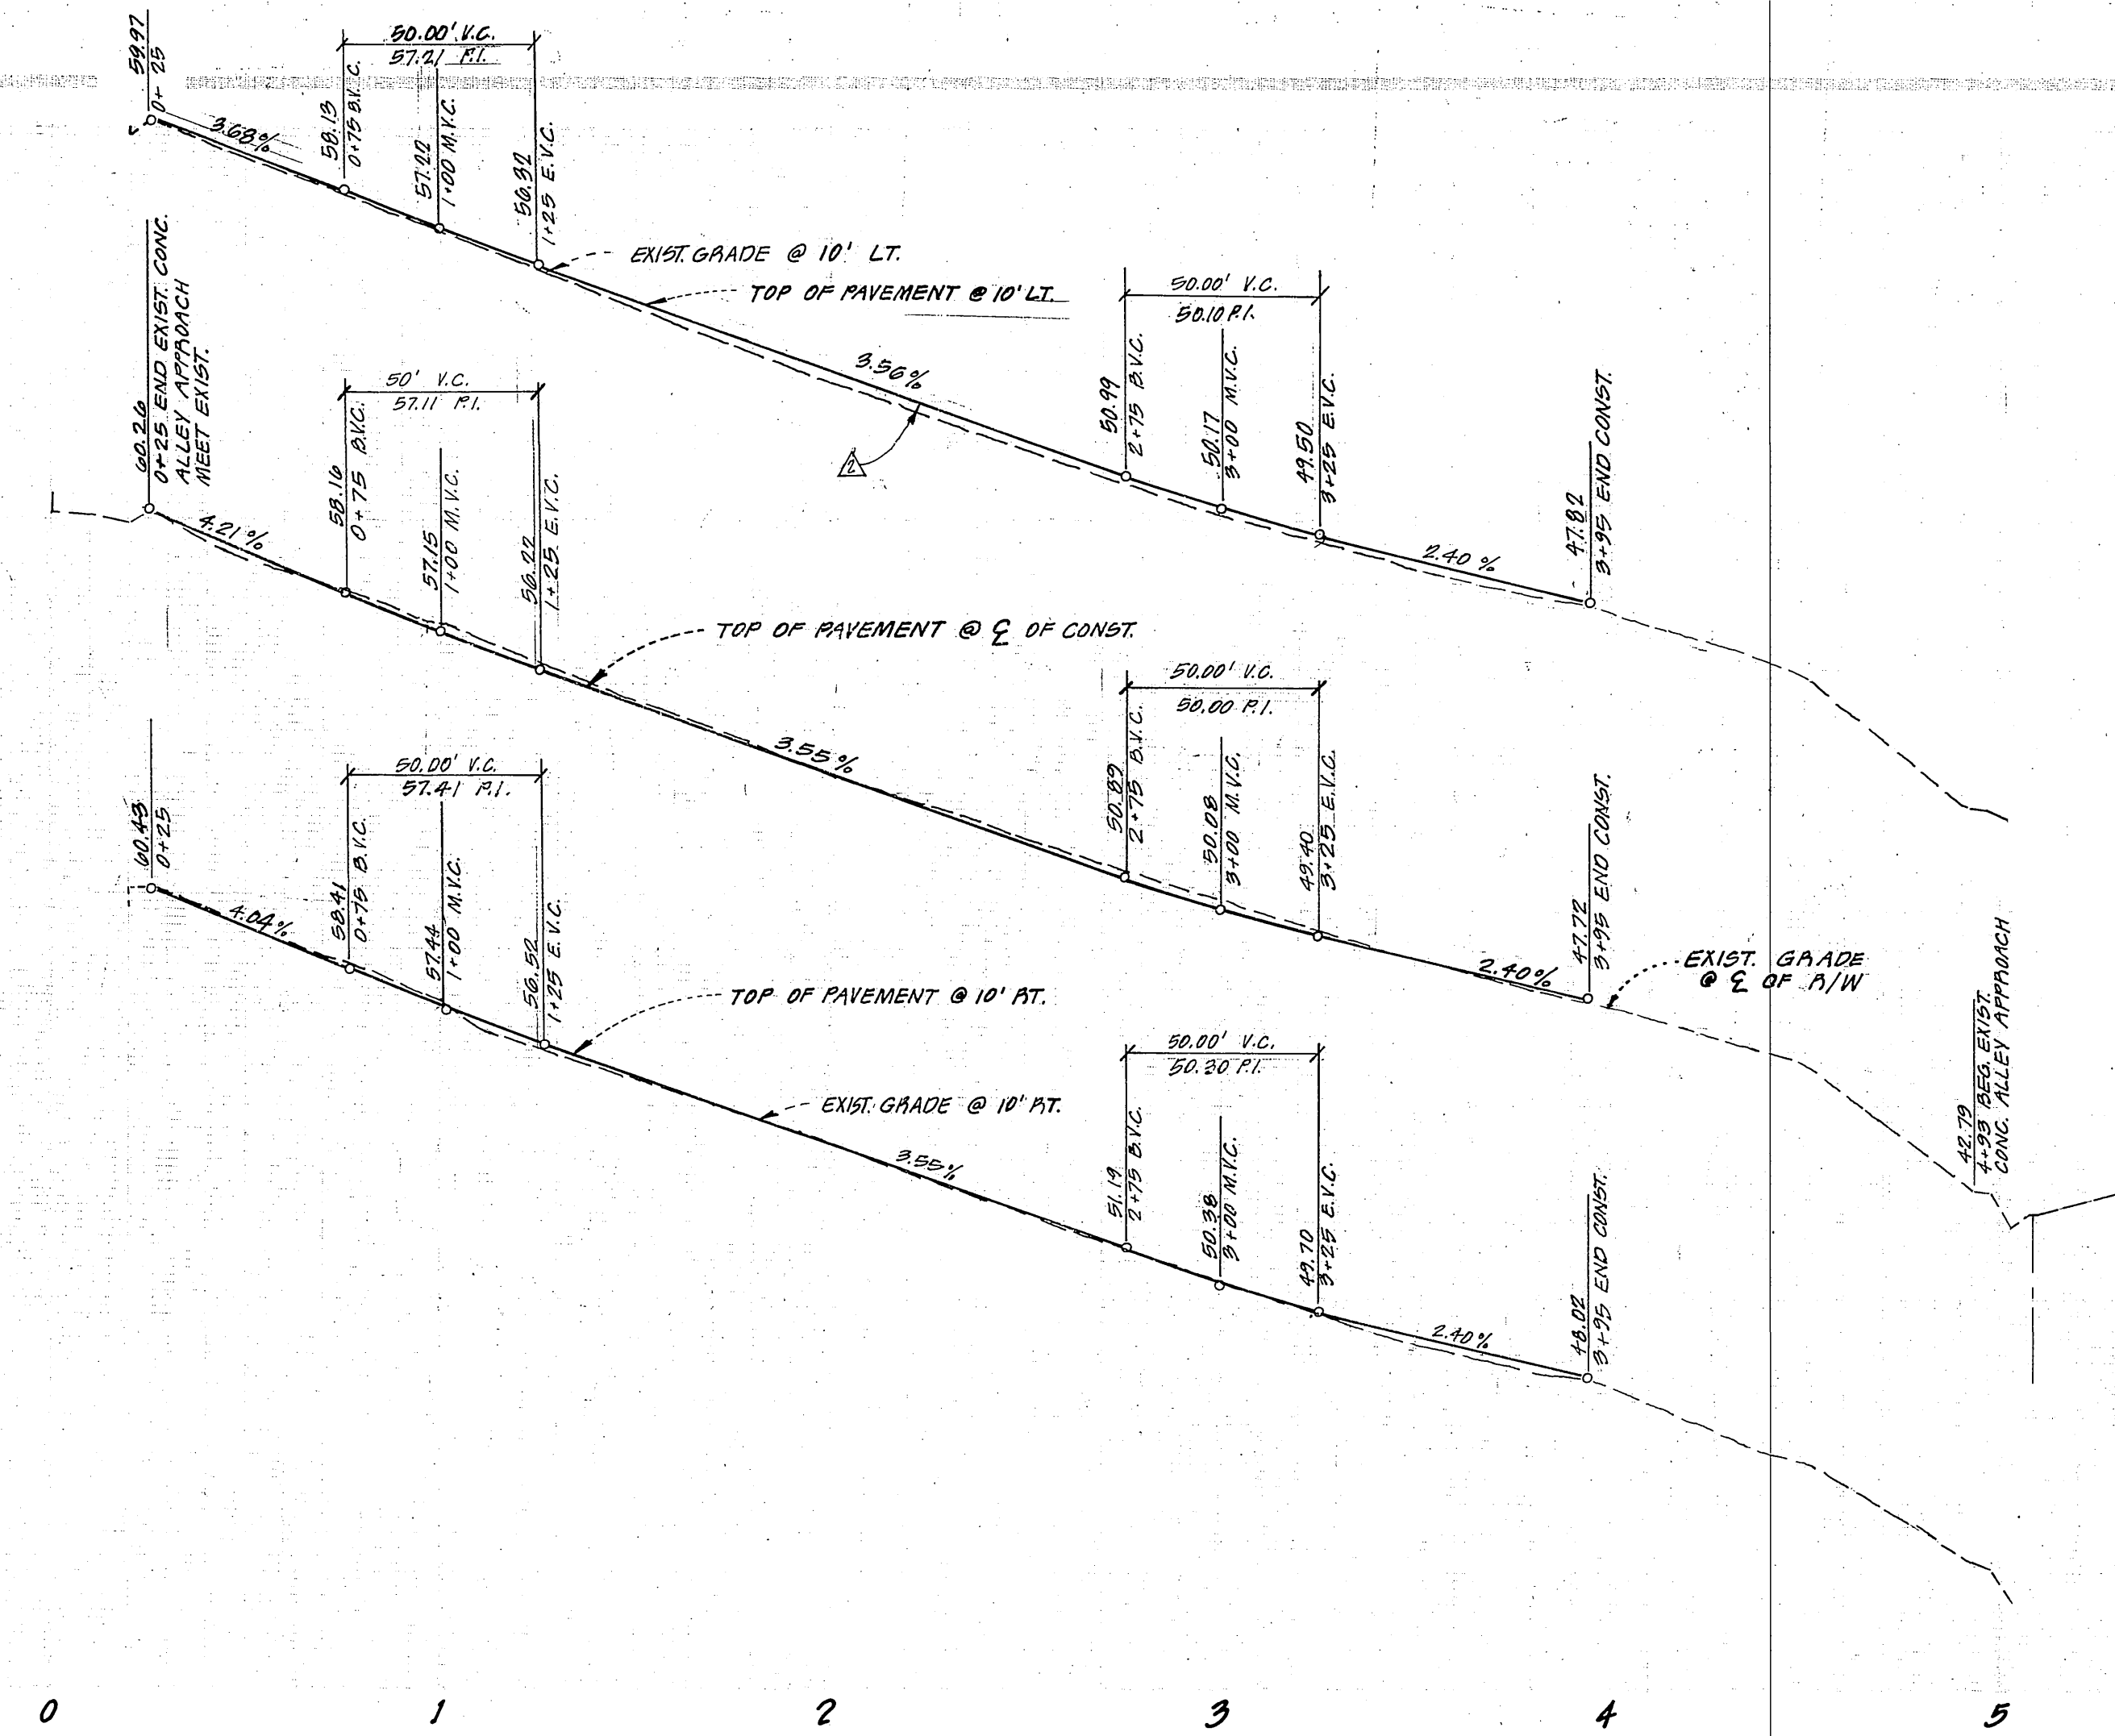 59.97
0+25
3.68%
50.00' V.C.
57.21 P.I.
58.13
0+75 B.V.C.
57.22
1+00 M.V.C.
56.32
1+25 E.V.C.
EXIST. GRADE @ 10' LT.
TOP OF PAVEMENT @ 10' LT.
3.56%
2
50.00' V.C.
50.10 P.I.
50.99
2+75 B.V.C.
50.17
3+00 M.V.C.
49.50
3+25 E.V.C.
2.40%
47.82
3+95 END CONST.
60.26
0+25 END EXIST. CONC.
ALLEY APPROACH
MEET EXIST.
4.21%
50' V.C.
57.11 P.I.
58.16
0+75 B.V.C.
57.15
1+00 M.V.C.
56.22
1+25 E.V.C.
TOP OF PAVEMENT @ ℄ OF CONST.
3.55%
50.00' V.C.
50.00 P.I.
50.89
2+75 B.V.C.
50.08
3+00 M.V.C.
49.40
3+25 E.V.C.
2.40%
47.72
3+95 END CONST.
EXIST. GRADE
@ ℄ OF R/W
42.79
4+93 BEG. EXIST.
CONC. ALLEY APPROACH
60.43
0+25
4.04%
50.00' V.C.
57.41 P.I.
58.41
0+75 B.V.C.
57.44
1+00 M.V.C.
56.52
1+25 E.V.C.
TOP OF PAVEMENT @ 10' RT.
EXIST. GRADE @ 10' RT.
3.55%
50.00' V.C.
50.30 P.I.
51.19
2+75 B.V.C.
50.38
3+00 M.V.C.
49.70
3+25 E.V.C.
2.40%
48.02
3+95 END CONST.
0 1 2 3 4 5